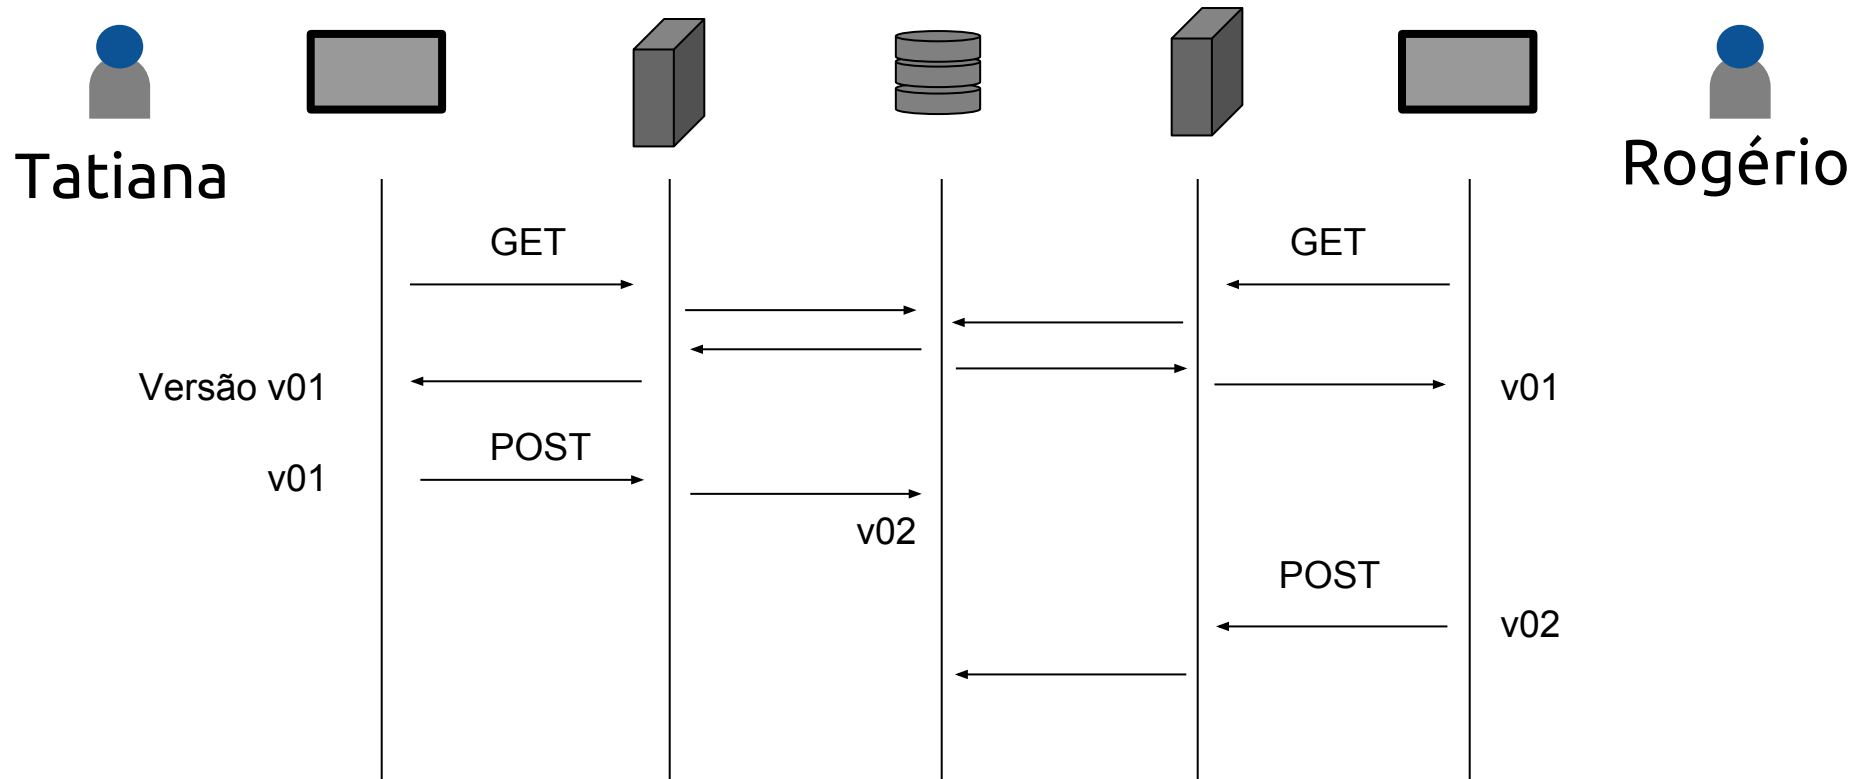 Tatiana
Rogério
GET
GET
Versão v01
v01
POST
v01
v02
POST
v02